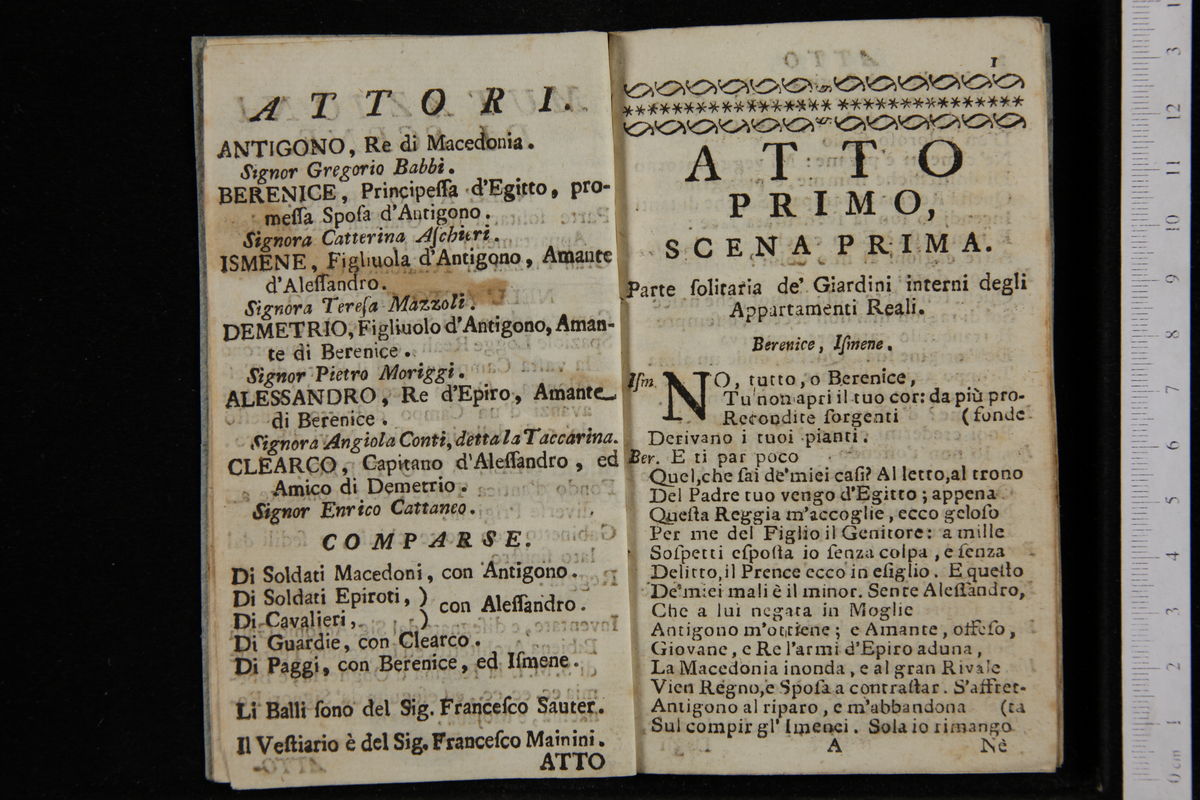 ATTORI.
ANTIGONO, Re di Macedonia.
Signor Gregorio Babbi.
BERENICE, Principeſſa d'Egitto, pro-
meſſa Spoſa d'Antigono.
Signora Catterina Aſchieri.
ISMENE, Figliuola d'Antigono, Amante
d'Aleſſandro.
Signora Tereſa Mazzoli.
DEMETRIO, Figliuolo d'Antigono, Aman-
te di Berenice.
Signor Pietro Moriggi.
ALESSANDRO, Re d'Epiro, Amante
di Berenice.
Signora Angiola Conti, detta la Taccarina.
CLEARCO, Capitano d'Aleſſandro, ed
Amico di Demetrio.
Signor Enrico Cattaneo.
COMPARSE.
Di Soldati Macedoni, con Antigono.
Di Soldati Epiroti, ) con Aleſſandro.
Di Cavalieri, )
Di Guardie, con Clearco.
Di Paggi, con Berenice, ed Iſmene.
Li Balli ſono del Sig. Franceſco Sauter.
Il Veſtiario è del Sig. Franceſco Mainini.
ATTO
1
ATTO
PRIMO,
SCENA PRIMA.
Parte ſolitaria de' Giardini interni degli
Appartamenti Reali.
Berenice, Iſmene.
Iſm. NO, tutto, o Berenice,
Tu non apri il tuo cor: da più pro-
Recondite ſorgenti (fonde
Derivano i tuoi pianti.
Ber. E ti par poco
Quel, che ſai de' miei caſi? Al letto, al trono
Del Padre tuo vengo d'Egitto; appena
Queſta Reggia m'accoglie, ecco geloſo
Per me del Figlio il Genitore: a mille
Soſpetti eſpoſta io ſenza colpa, e ſenza
Delitto, il Prence ecco in eſiglio. E queſto
De' miei mali è il minor. Sente Aleſſandro,
Che a lui negata in Moglie
Antigono m'ottiene; e Amante, offeſo,
Giovane, e Re l'armi d'Epiro aduna,
La Macedonia inonda, e al gran Rivale
Vien Regno, e Spoſa a contraſtar. S'affret-
Antigono al riparo, e m'abbandona (ta
Sul compir gl' Imenei. Sola io rimango
A Nè